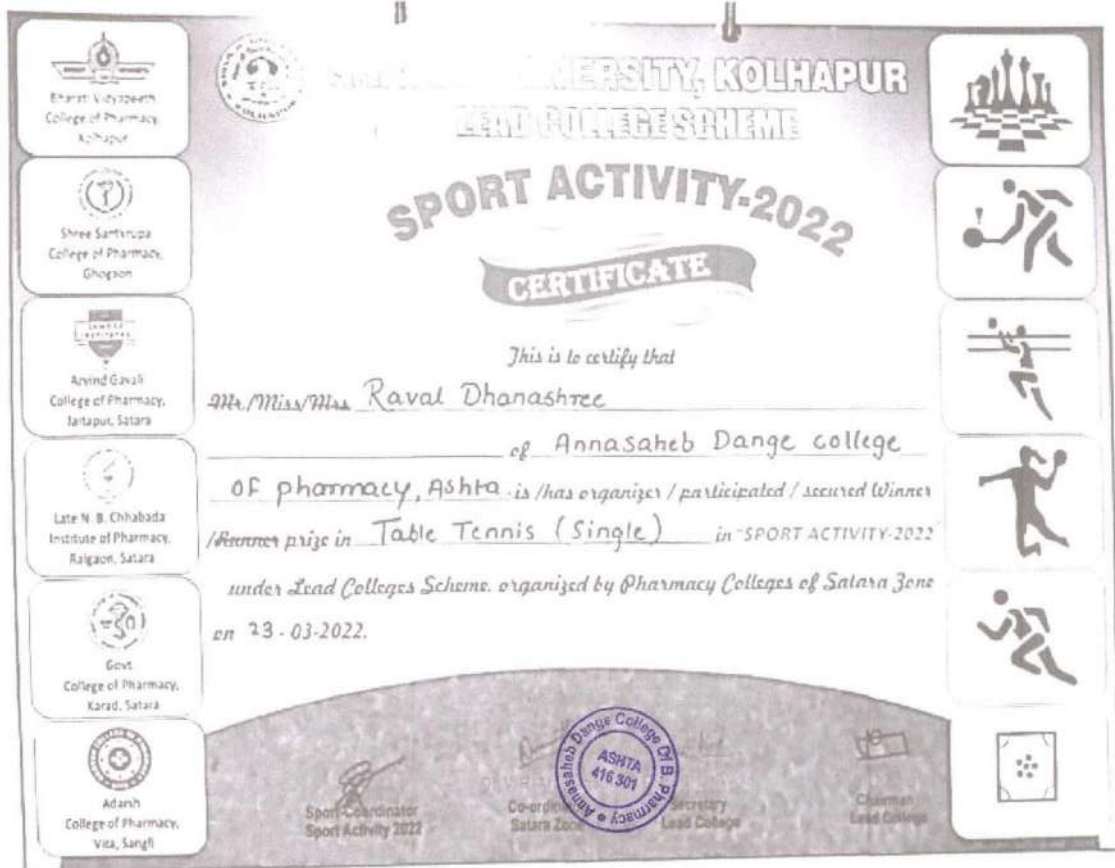 Bharati Vidyapeeth
College of Pharmacy,
Kolhapur
Shree Santkrupa
College of Pharmacy,
Ghogaon
Arvind Gavali
College of Pharmacy,
Jaitapur, Satara
Late N. B. Chhabada
Institute of Pharmacy,
Raigaon, Satara
Govt
College of Pharmacy,
Karad, Satara
Adarsh
College of Pharmacy,
Vita, Sangli
UNIVERSITY, KOLHAPUR
LEAD COLLEGE SCHEME
SPORT ACTIVITY-2022
CERTIFICATE
This is to certify that
Mr./Miss/Mrs Raval Dhanashree
of Annasaheb Dange college
OF pharmacy, Ashta is /has organizer / participated / secured Winner
/Runner prize in Table Tennis (Single) in "SPORT ACTIVITY-2022"
under Lead Colleges Scheme. organized by Pharmacy Colleges of Satara Zone
on 23-03-2022.
Sport Coordinator
Sport Activity 2022
Satara Zone
Secretary
Lead College
Chairman
Lead College
Annasaheb Dange College Of B. Pharmacy
ASHTA
416 301